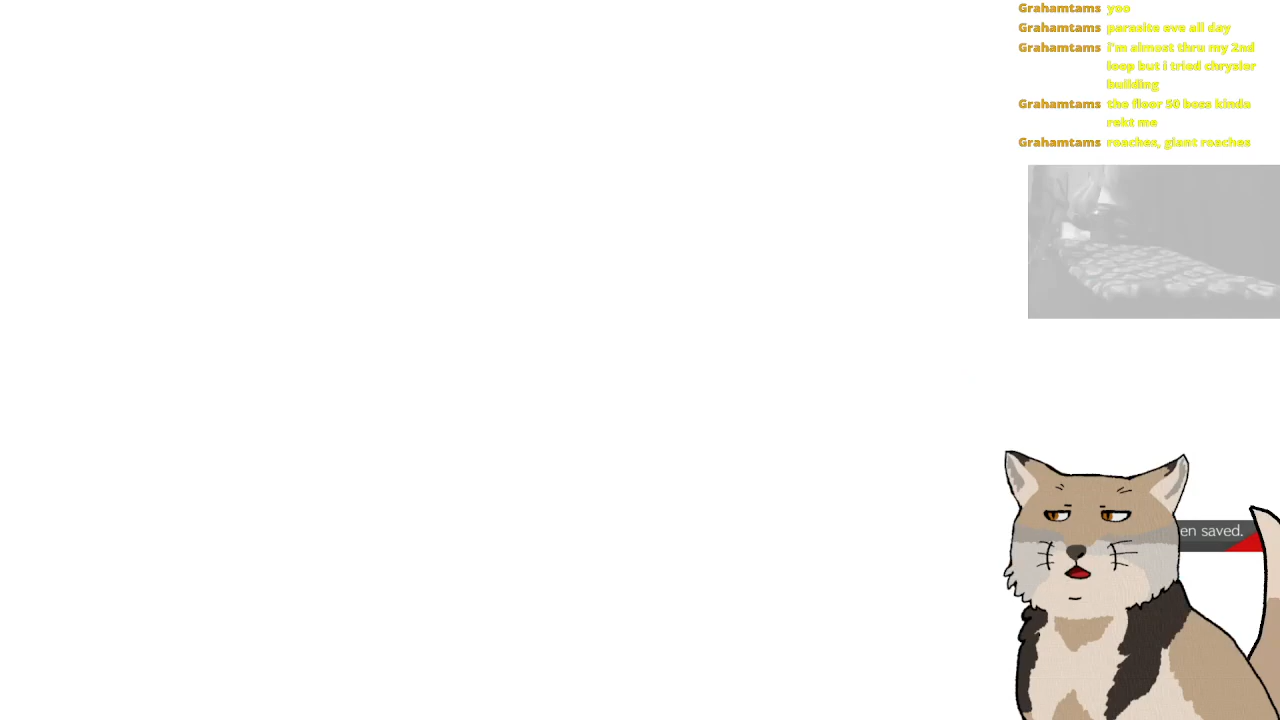 Grahamtams yoo
Grahamtams parasite eve all day
Grahamtams i'm almost thru my 2nd
loop but i tried chrysler
building
Grahamtams the floor 50 boss kinda
rekt me
Grahamtams roaches, giant roaches
en saved.